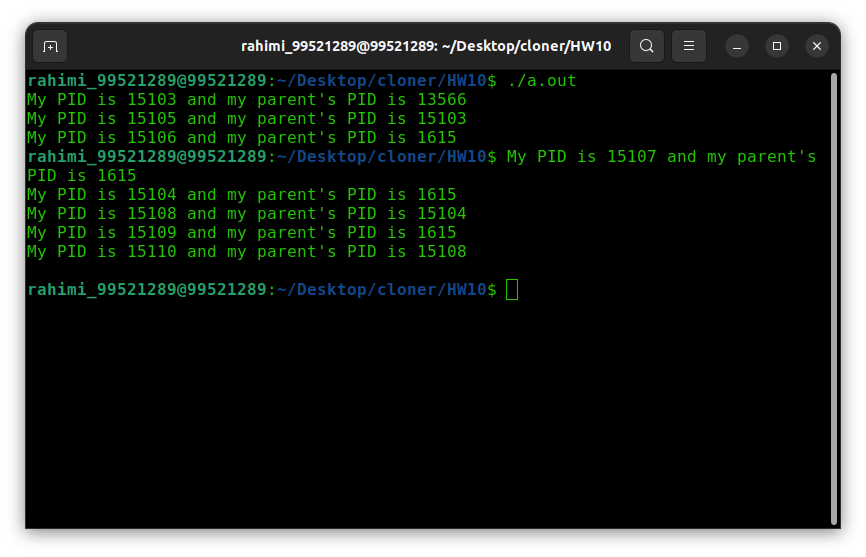 rahimi_99521289@99521289: ~/Desktop/cloner/HW10
rahimi_99521289@99521289:~/Desktop/cloner/HW10$ ./a.out
My PID is 15103 and my parent's PID is 13566
My PID is 15105 and my parent's PID is 15103
My PID is 15106 and my parent's PID is 1615
rahimi_99521289@99521289:~/Desktop/cloner/HW10$ My PID is 15107 and my parent's
PID is 1615
My PID is 15104 and my parent's PID is 1615
My PID is 15108 and my parent's PID is 15104
My PID is 15109 and my parent's PID is 1615
My PID is 15110 and my parent's PID is 15108
rahimi_99521289@99521289:~/Desktop/cloner/HW10$